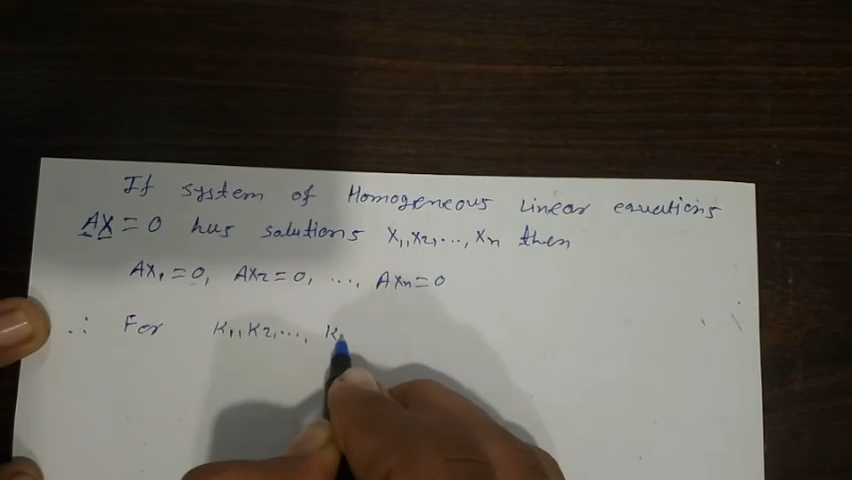 If system of Homogeneous Linear equations
AX = 0 has solutions X1, X2, ..., Xn then
AX1 = 0, AX2 = 0, ..., AXn = 0
∴ For K1, K2, ..., K